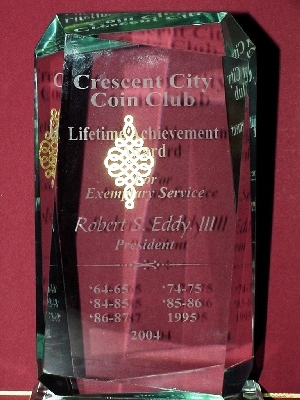 Crescent City
Coin Club
Lifetime Achievement
Award
For
Exemplary Service
Robert S. Eddy, III
President
'64-65 '74-75
'84-85 '85-86
'86-87 1995
2004